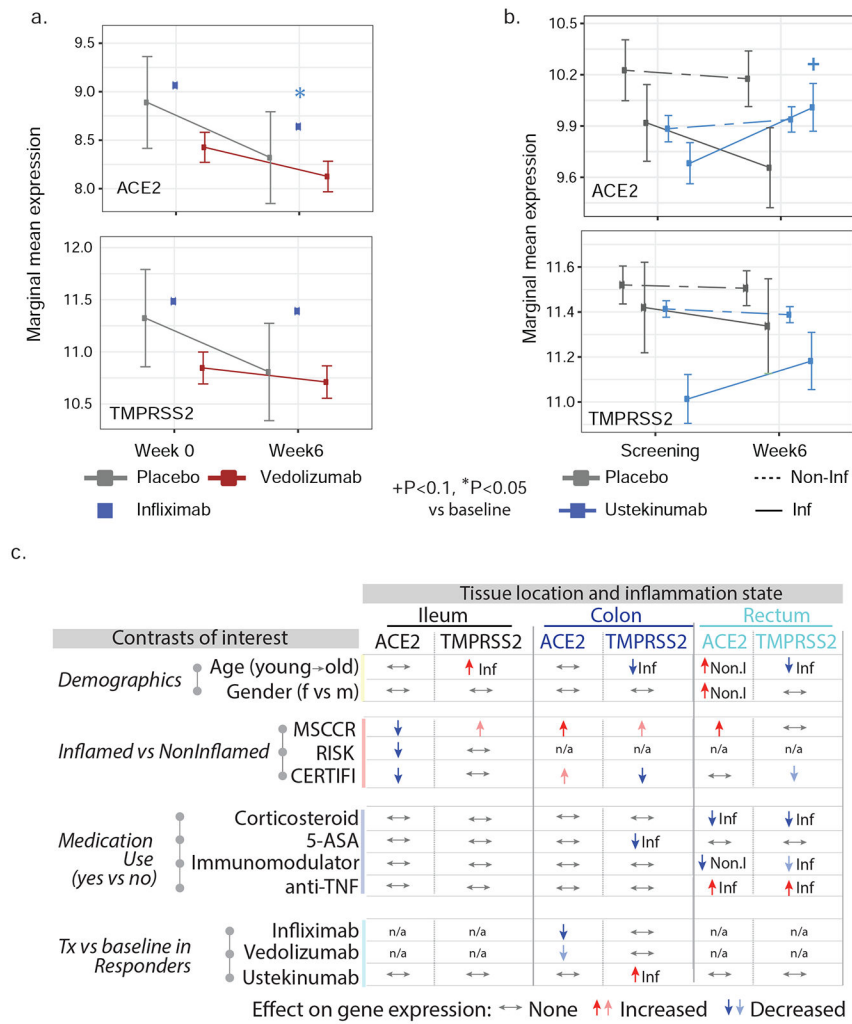 a.
Marginal mean expression
9.5
9.0
8.5
8.0
*
ACE2
12.0
11.5
11.0
10.5
TMPRSS2
Week 0 Week6
Placebo Vedolizumab
Infliximab
+P<0.1, *P<0.05
vs baseline
b.
Marginal mean expression
10.5
10.2
9.9
9.6
+
ACE2
11.6
11.4
11.2
11.0
TMPRSS2
Screening Week6
Placebo Non-Inf
Ustekinumab Inf
c.
Tissue location and inflammation state
Ileum Colon Rectum
Contrasts of interest ACE2 TMPRSS2 ACE2 TMPRSS2 ACE2 TMPRSS2
Demographics
Age (young→old) ↔ ↑Inf ↔ ↓Inf ↑Non.I ↓Inf
Gender (f vs m) ↔ ↔ ↔ ↔ ↑Non.I ↔
Inflamed vs NonInflamed
MSCCR ↓ ↑ ↑ ↑ ↑ ↔
RISK ↓ ↔ n/a n/a n/a n/a
CERTIFI ↓ ↔ ↑ ↓ ↔ ↓
Medication
Use
(yes vs no)
Corticosteroid ↔ ↔ ↔ ↔ ↓Inf ↓Inf
5-ASA ↔ ↔ ↔ ↓Inf ↔ ↔
Immunomodulator ↔ ↔ ↔ ↔ ↓Non.I ↓Inf
anti-TNF ↔ ↔ ↔ ↔ ↑Inf ↑Inf
Tx vs baseline in
Responders
Infliximab n/a n/a ↓ ↔ n/a n/a
Vedolizumab n/a n/a ↓ ↔ n/a n/a
Ustekinumab ↔ ↔ ↔ ↑Inf ↔ ↔
Effect on gene expression: ↔ None ↑↑ Increased ↓↓ Decreased